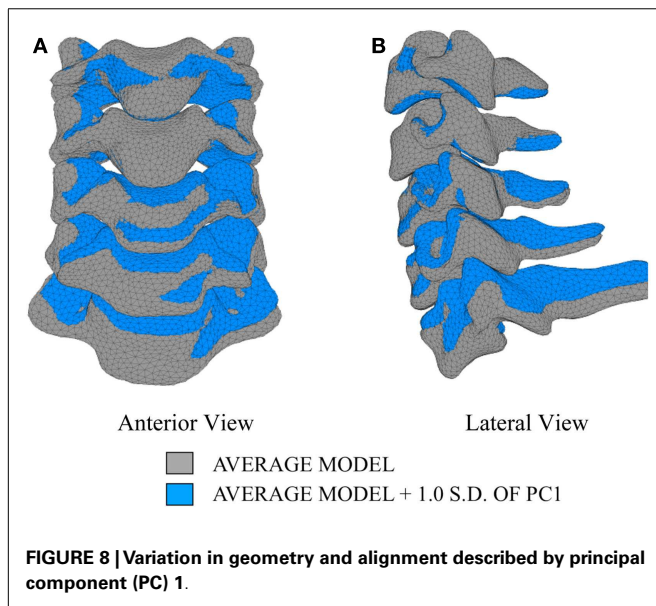 A
B
Anterior View
Lateral View
AVERAGE MODEL
AVERAGE MODEL + 1.0 S.D. OF PC1
FIGURE 8 | Variation in geometry and alignment described by principal
component (PC) 1.